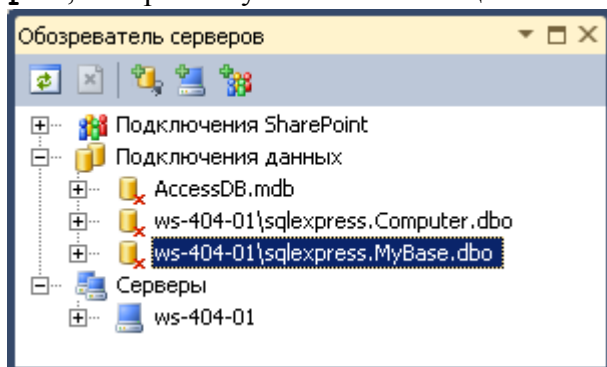 Обозреватель серверов
Подключения SharePoint
Подключения данных
AccessDB.mdb
ws-404-01\sqlexpress.Computer.dbo
ws-404-01\sqlexpress.MyBase.dbo
Серверы
ws-404-01